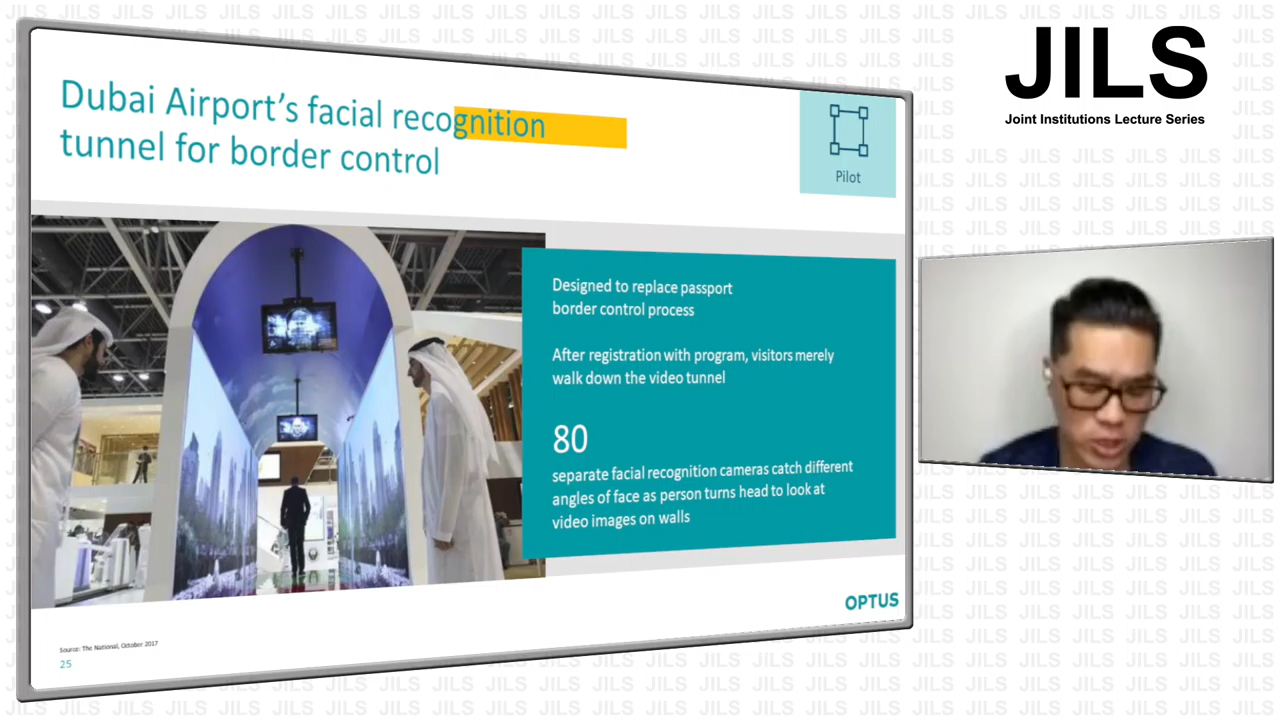 Dubai Airport's facial recognition
tunnel for border control
Pilot
Designed to replace passport
border control process
After registration with program, visitors merely
walk down the video tunnel
80
separate facial recognition cameras catch different
angles of face as person turns head to look at
video images on walls
OPTUS
Source: The National, October 2017
25
JILS
Joint Institutions Lecture Series